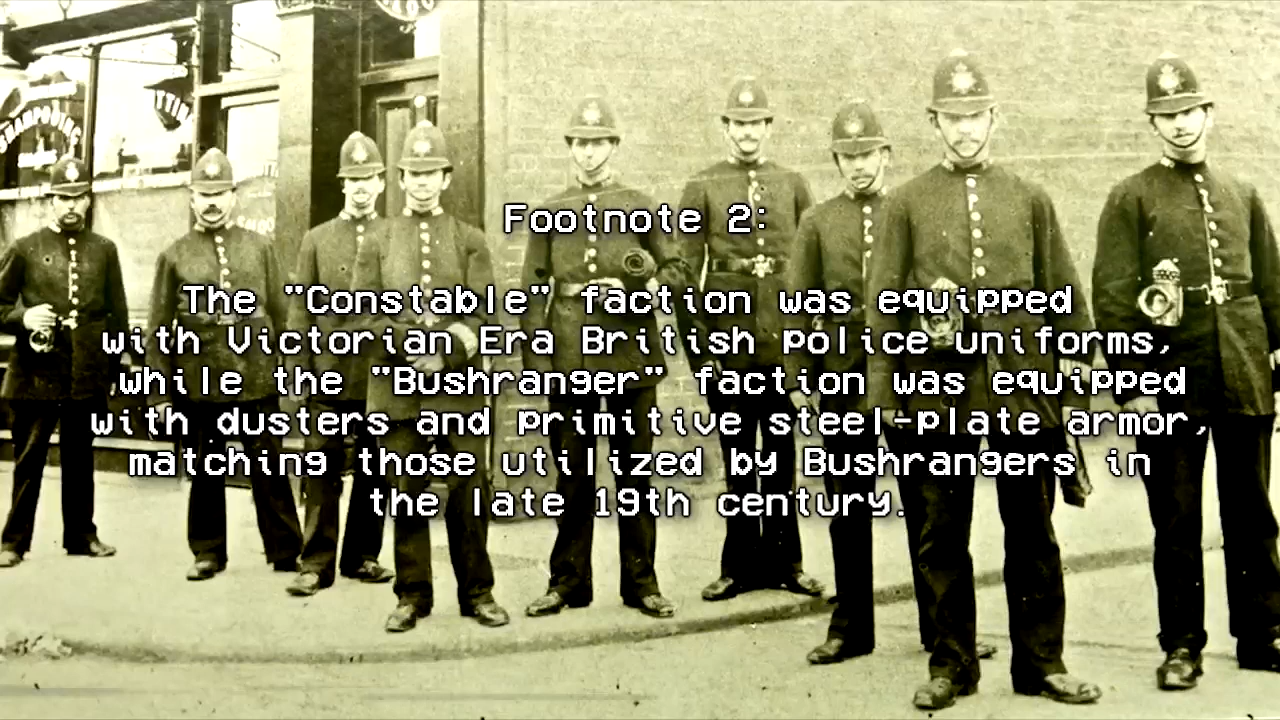 SHAMPOOING
Footnote 2:
The "Constable" faction was equipped
with Victorian Era British police uniforms,
while the "Bushranger" faction was equipped
with dusters and primitive steel-plate armor,
matching those utilized by Bushrangers in
the late 19th century.